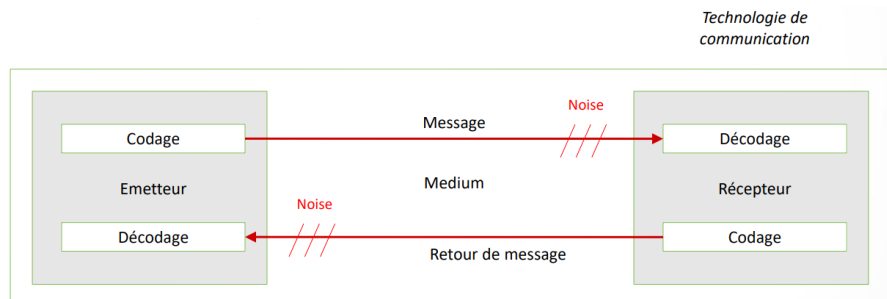 Technologie de
communication
Noise
Message
Codage
Décodage
Emetteur
Medium
Récepteur
Noise
Décodage
Codage
Retour de message